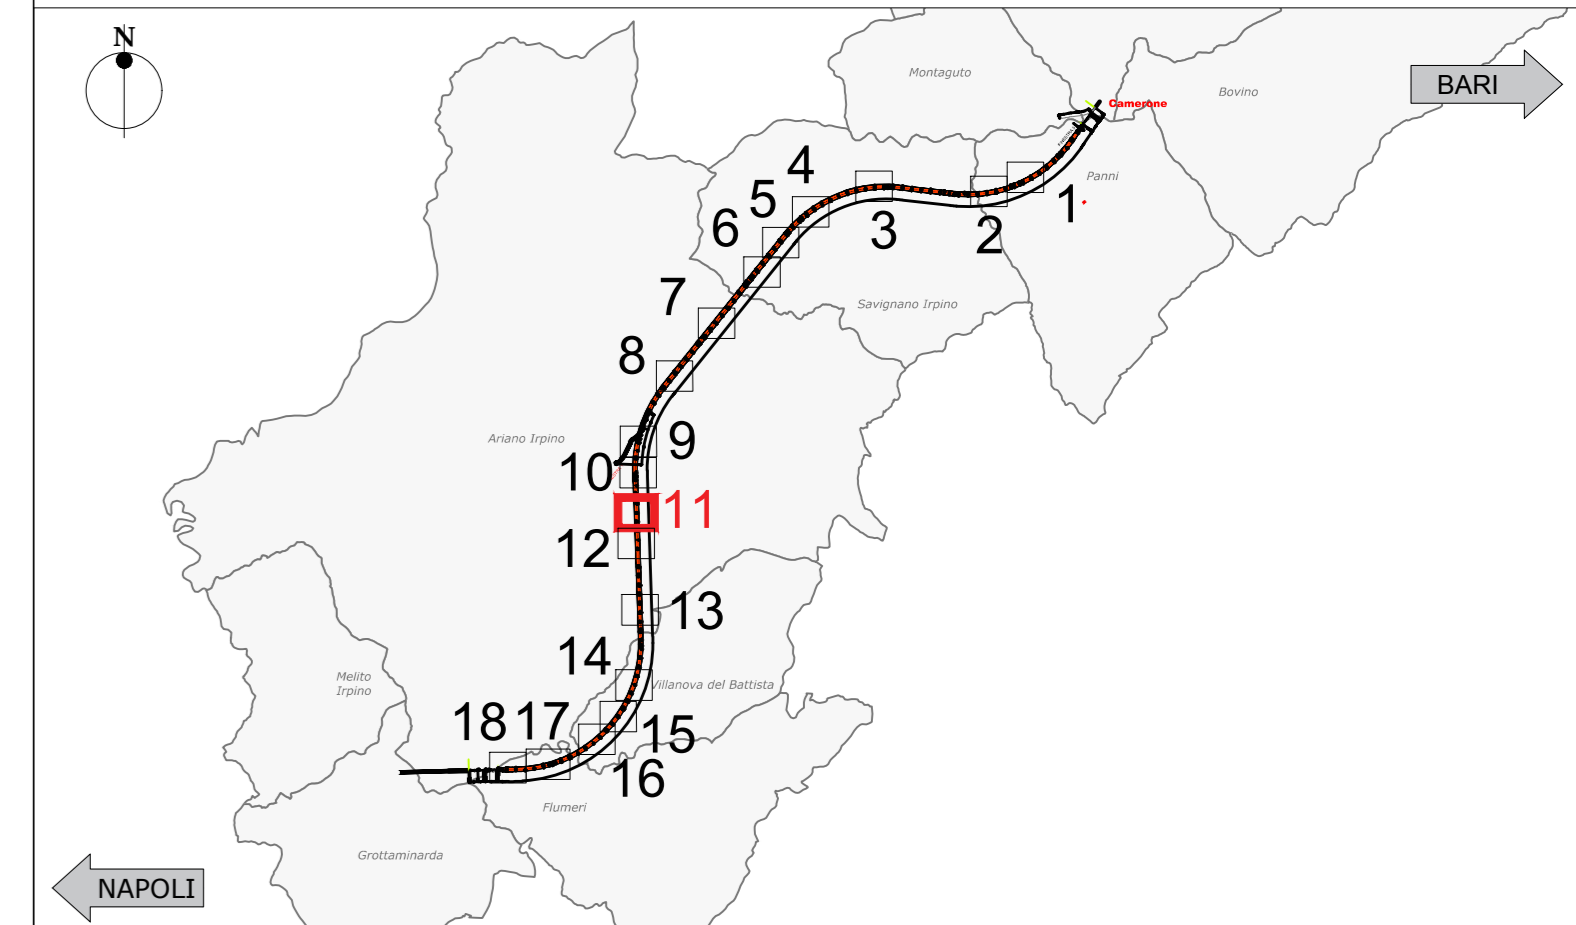 N
Montaguto
Bovino
BARI
Camerone
Panni
1
2
3
4
5
6
7
Savignano Irpino
8
Ariano Irpino
9
10
11
12
13
14
Melito
Irpino
Villanova del Battista
15
16
17
18
Flumeri
Grottaminarda
NAPOLI